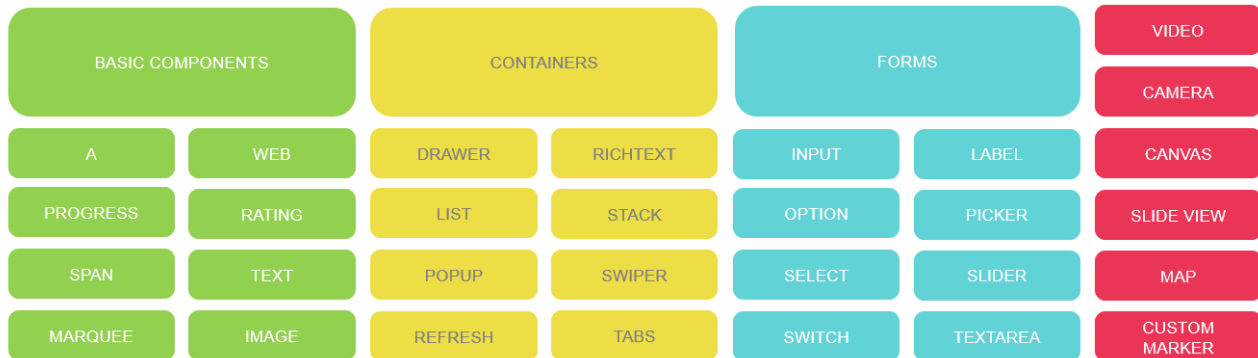 BASIC COMPONENTS
CONTAINERS
FORMS
VIDEO
CAMERA
A
WEB
DRAWER
RICHTEXT
INPUT
LABEL
CANVAS
PROGRESS
RATING
LIST
STACK
OPTION
PICKER
SLIDE VIEW
SPAN
TEXT
POPUP
SWIPER
SELECT
SLIDER
MAP
MARQUEE
IMAGE
REFRESH
TABS
SWITCH
TEXTAREA
CUSTOM
MARKER